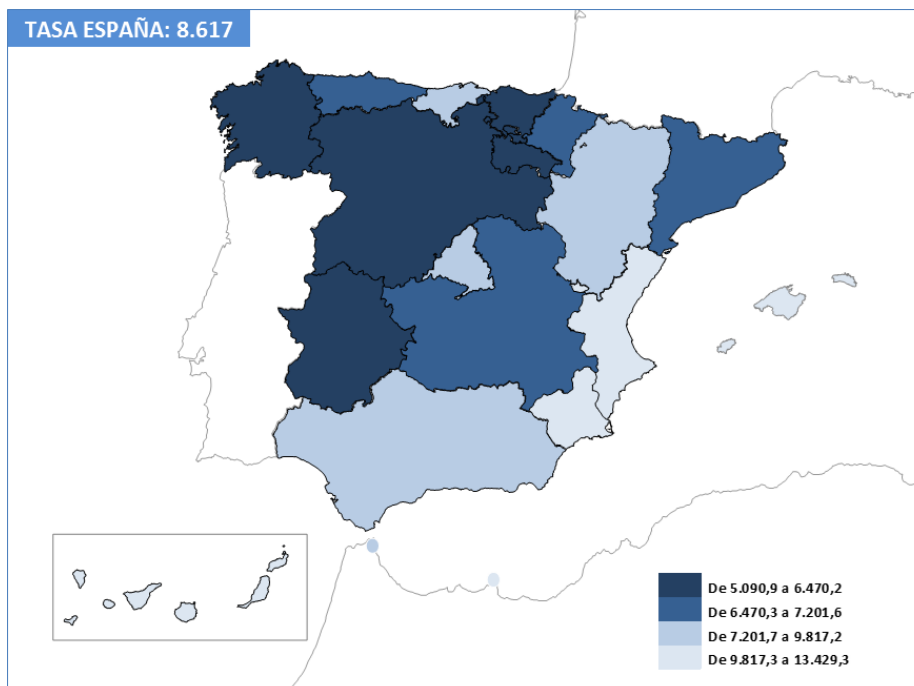 TASA ESPAÑA: 8.617
De 5.090,9 a 6.470,2
De 6.470,3 a 7.201,6
De 7.201,7 a 9.817,2
De 9.817,3 a 13.429,3